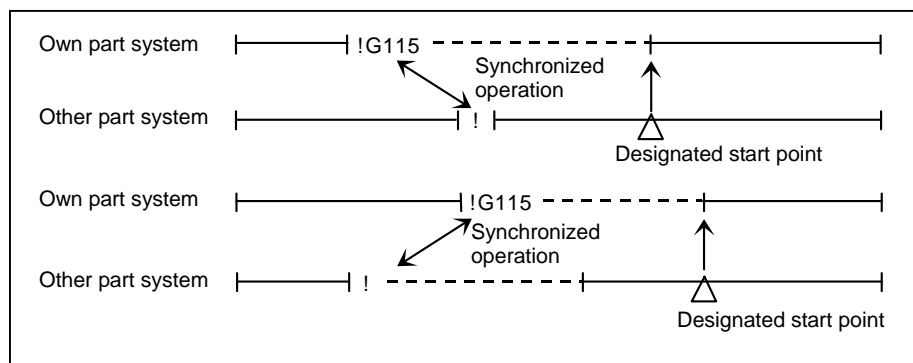 Own part system !G115
Synchronized
operation
Other part system !
Designated start point
Own part system !G115
Synchronized
operation
Other part system !
Designated start point